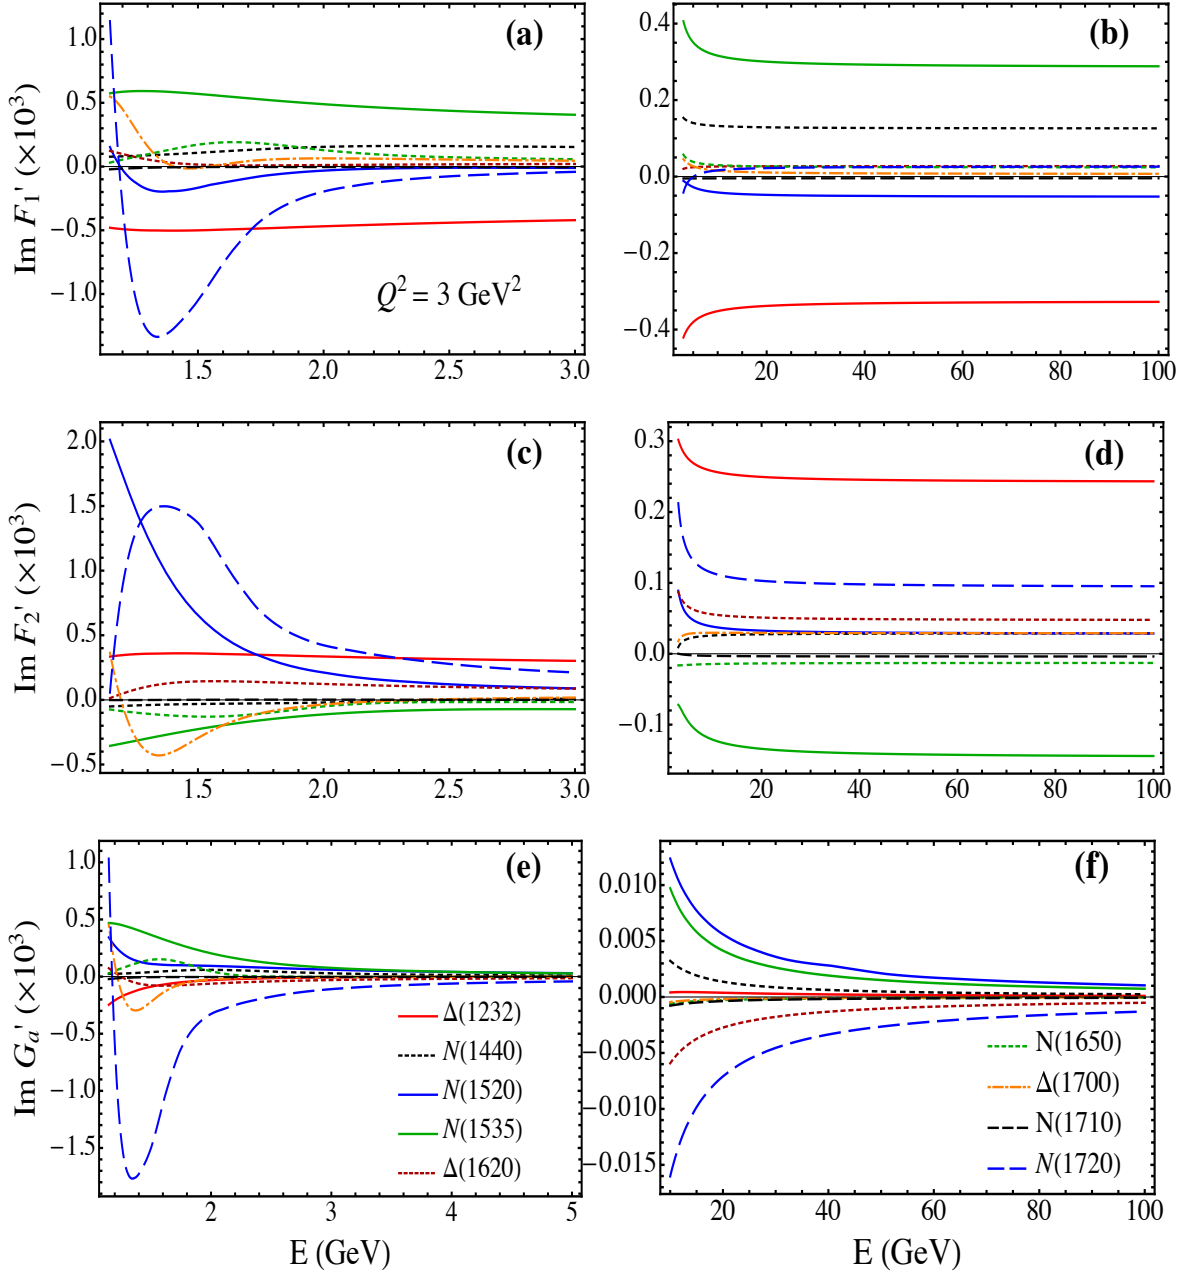 (a)
Im F₁' (×10³)
1.0
0.5
0.0
−0.5
−1.0
Q² = 3 GeV²
1.5 2.0 2.5 3.0
(b)
0.4
0.2
0.0
−0.2
−0.4
20 40 60 80 100
(c)
Im F₂' (×10³)
2.0
1.5
1.0
0.5
0.0
−0.5
1.5 2.0 2.5 3.0
(d)
0.3
0.2
0.1
0.0
−0.1
20 40 60 80 100
(e)
Im Gₐ' (×10³)
1.0
0.5
0.0
−0.5
−1.0
−1.5
Δ(1232)
N(1440)
N(1520)
N(1535)
Δ(1620)
2 3 4 5
E (GeV)
(f)
0.010
0.005
0.000
−0.005
−0.010
−0.015
N(1650)
Δ(1700)
N(1710)
N(1720)
20 40 60 80 100
E (GeV)